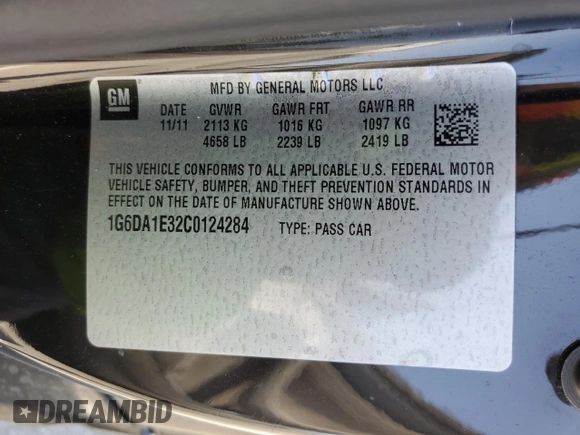 GM
MFD BY GENERAL MOTORS LLC
DATE GVWR GAWR FRT GAWR RR
11/11 2113 KG 1016 KG 1097 KG
4658 LB 2239 LB 2419 LB
THIS VEHICLE CONFORMS TO ALL APPLICABLE U.S. FEDERAL MOTOR
VEHICLE SAFETY, BUMPER, AND THEFT PREVENTION STANDARDS IN
EFFECT ON THE DATE OF MANUFACTURE SHOWN ABOVE.
1G6DA1E32C0124284 TYPE: PASS CAR
DREAMBID